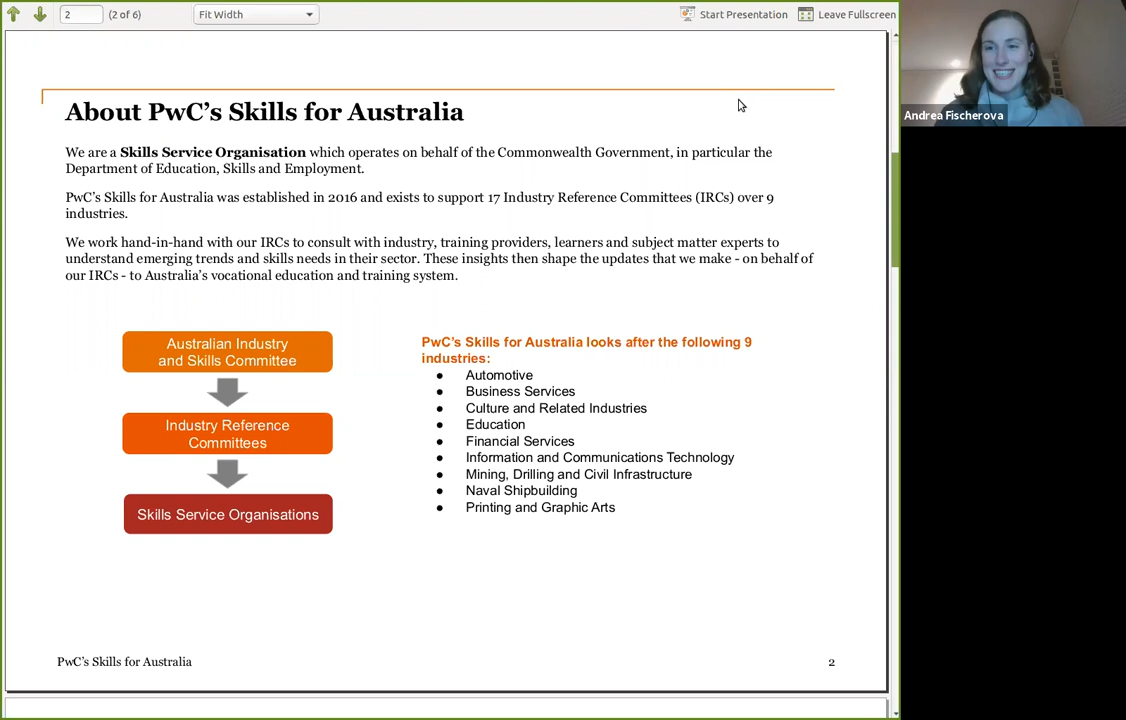 2
(2 of 6)
Fit Width
Start Presentation
Leave Fullscreen
Andrea Fischerova
About PwC's Skills for Australia
We are a Skills Service Organisation which operates on behalf of the Commonwealth Government, in particular the
Department of Education, Skills and Employment.
PwC's Skills for Australia was established in 2016 and exists to support 17 Industry Reference Committees (IRCs) over 9
industries.
We work hand-in-hand with our IRCs to consult with industry, training providers, learners and subject matter experts to
understand emerging trends and skills needs in their sector. These insights then shape the updates that we make - on behalf of
our IRCs - to Australia's vocational education and training system.
Australian Industry
and Skills Committee
Industry Reference
Committees
Skills Service Organisations
PwC's Skills for Australia looks after the following 9
industries:
● Automotive
● Business Services
● Culture and Related Industries
● Education
● Financial Services
● Information and Communications Technology
● Mining, Drilling and Civil Infrastructure
● Naval Shipbuilding
● Printing and Graphic Arts
PwC's Skills for Australia
2